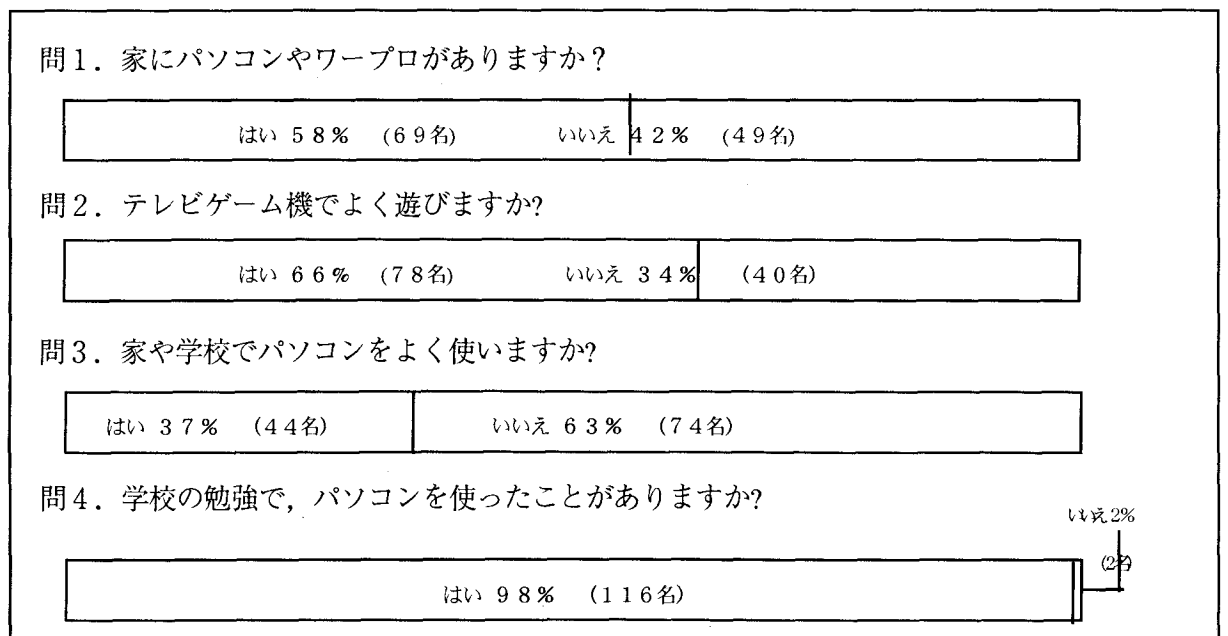 問1．家にパソコンやワープロがありますか？
はい 58% (69名) いいえ 42% (49名)
問2．テレビゲーム機でよく遊びますか?
はい 66% (78名) いいえ 34% (40名)
問3．家や学校でパソコンをよく使いますか?
はい 37% (44名) いいえ 63% (74名)
問4．学校の勉強で，パソコンを使ったことがありますか?
いいえ2%
(2名)
はい 98% (116名)